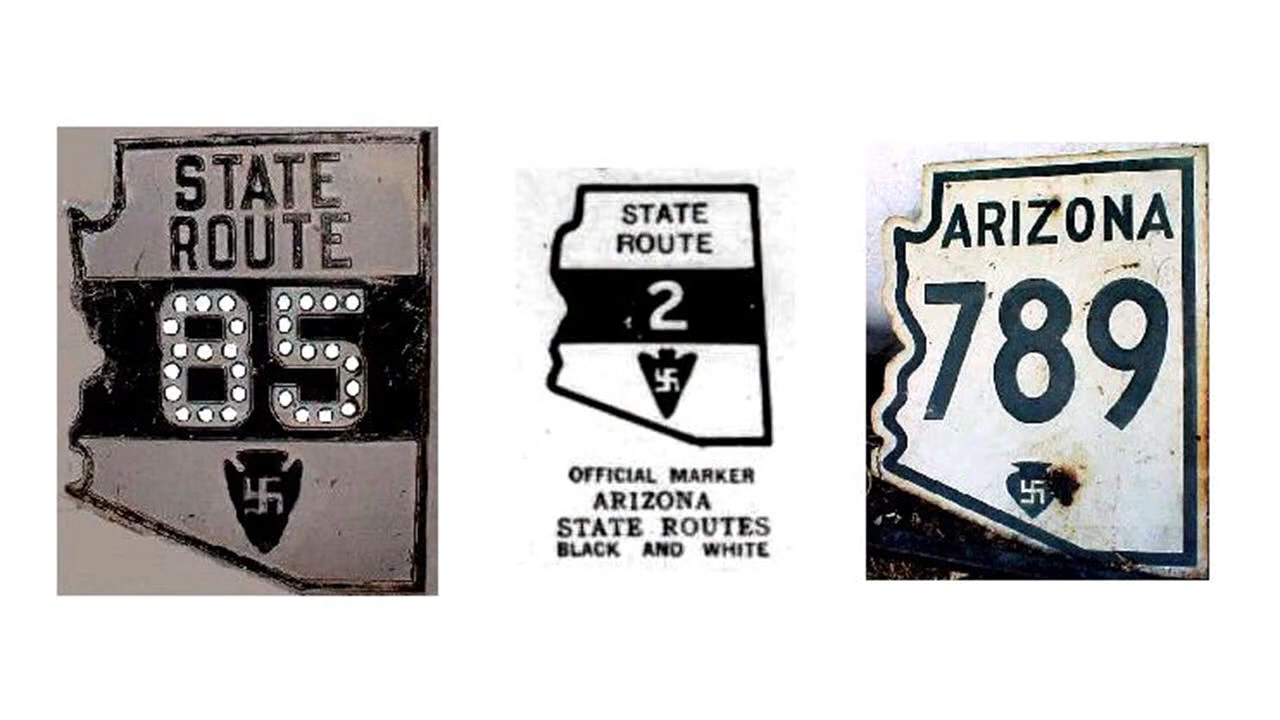 STATE
ROUTE
85
STATE
ROUTE
2
OFFICIAL MARKER
ARIZONA
STATE ROUTES
BLACK AND WHITE
ARIZONA
789